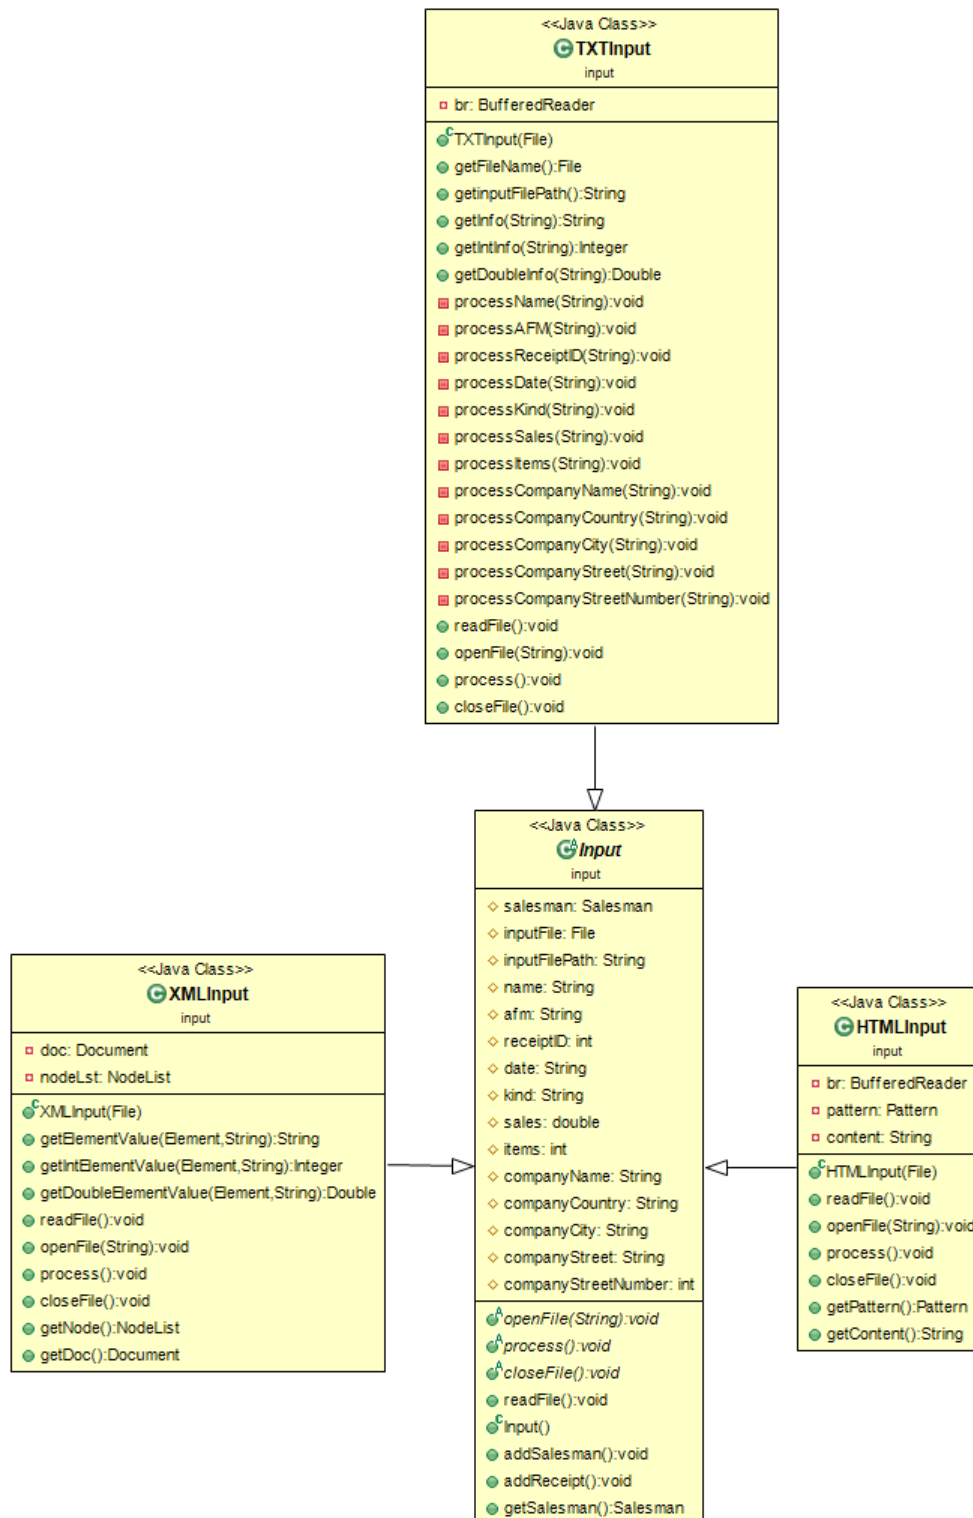 <<Java Class>>
TXTInput
input
br: BufferedReader
TXTInput(File)
getFileName():File
getinputFilePath():String
getInfo(String):String
getIntInfo(String):Integer
getDoubleInfo(String):Double
processName(String):void
processAFM(String):void
processReceiptID(String):void
processDate(String):void
processKind(String):void
processSales(String):void
processItems(String):void
processCompanyName(String):void
processCompanyCountry(String):void
processCompanyCity(String):void
processCompanyStreet(String):void
processCompanyStreetNumber(String):void
readFile():void
openFile(String):void
process():void
closeFile():void
<<Java Class>>
XMLInput
input
doc: Document
nodeLst: NodeList
XMLInput(File)
getElementValue(Element,String):String
getIntElementValue(Element,String):Integer
getDoubleElementValue(Element,String):Double
readFile():void
openFile(String):void
process():void
closeFile():void
getNode():NodeList
getDoc():Document
<<Java Class>>
Input
input
salesman: Salesman
inputFile: File
inputFilePath: String
name: String
afm: String
receiptID: int
date: String
kind: String
sales: double
items: int
companyName: String
companyCountry: String
companyCity: String
companyStreet: String
companyStreetNumber: int
openFile(String):void
process():void
closeFile():void
readFile():void
Input()
addSalesman():void
addReceipt():void
getSalesman():Salesman
<<Java Class>>
HTMLInput
input
br: BufferedReader
pattern: Pattern
content: String
HTMLInput(File)
readFile():void
openFile(String):void
process():void
closeFile():void
getPattern():Pattern
getContent():String